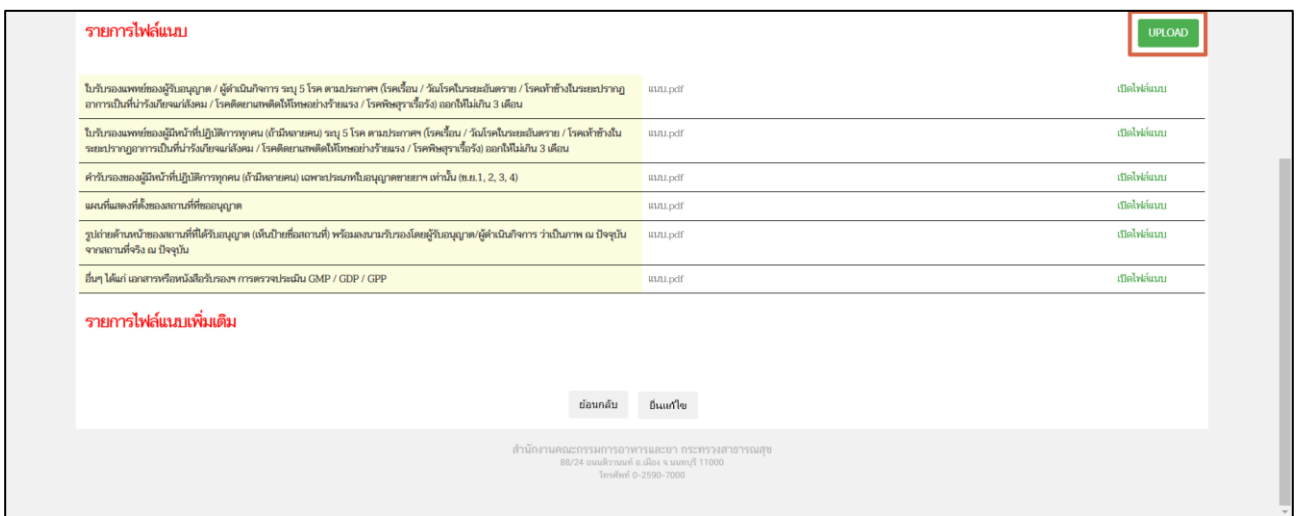 รายการไฟล์แนบ
UPLOAD
ใบรับรองแพทย์ของผู้รับอนุญาต / ผู้ดำเนินกิจการ ระบุ 5 โรค ตามประกาศฯ (โรคเรื้อน / วัณโรคในระยะอันตราย / โรคเท้าช้างในระยะปรากฏ
อาการเป็นที่น่ารังเกียจแก่สังคม / โรคติดยาเสพติดให้โทษอย่างร้ายแรง / โรคพิษสุราเรื้อรัง) ออกให้ไม่เกิน 3 เดือน
แนบ.pdf
เปิดไฟล์แนบ
ใบรับรองแพทย์ของผู้มีหน้าที่ปฏิบัติการทุกคน (ถ้ามีหลายคน) ระบุ 5 โรค ตามประกาศฯ (โรคเรื้อน / วัณโรคในระยะอันตราย / โรคเท้าช้างใน
ระยะปรากฏอาการเป็นที่น่ารังเกียจแก่สังคม / โรคติดยาเสพติดให้โทษอย่างร้ายแรง / โรคพิษสุราเรื้อรัง) ออกให้ไม่เกิน 3 เดือน
แนบ.pdf
เปิดไฟล์แนบ
คำรับรองของผู้มีหน้าที่ปฏิบัติการทุกคน (ถ้ามีหลายคน) เฉพาะประเภทใบอนุญาตขายยาฯ เท่านั้น (ข.ย.1, 2, 3, 4)
แนบ.pdf
เปิดไฟล์แนบ
แผนที่แสดงที่ตั้งของสถานที่ที่ขออนุญาต
แนบ.pdf
เปิดไฟล์แนบ
รูปถ่ายด้านหน้าของสถานที่ที่ได้รับอนุญาต (เห็นป้ายชื่อสถานที่) พร้อมลงนามรับรองโดยผู้รับอนุญาต/ผู้ดำเนินกิจการ ว่าเป็นภาพ ณ ปัจจุบัน
จากสถานที่จริง ณ ปัจจุบัน
แนบ.pdf
เปิดไฟล์แนบ
อื่นๆ ได้แก่ เอกสารหรือหนังสือรับรองฯ การตรวจประเมิน GMP / GDP / GPP
แนบ.pdf
เปิดไฟล์แนบ
รายการไฟล์แนบเพิ่มเติม
ย้อนกลับ
ยื่นแก้ไข
สำนักงานคณะกรรมการอาหารและยา กระทรวงสาธารณสุข
88/24 ถนนติวานนท์ อ.เมือง จ.นนทบุรี 11000
โทรศัพท์ 0-2590-7000